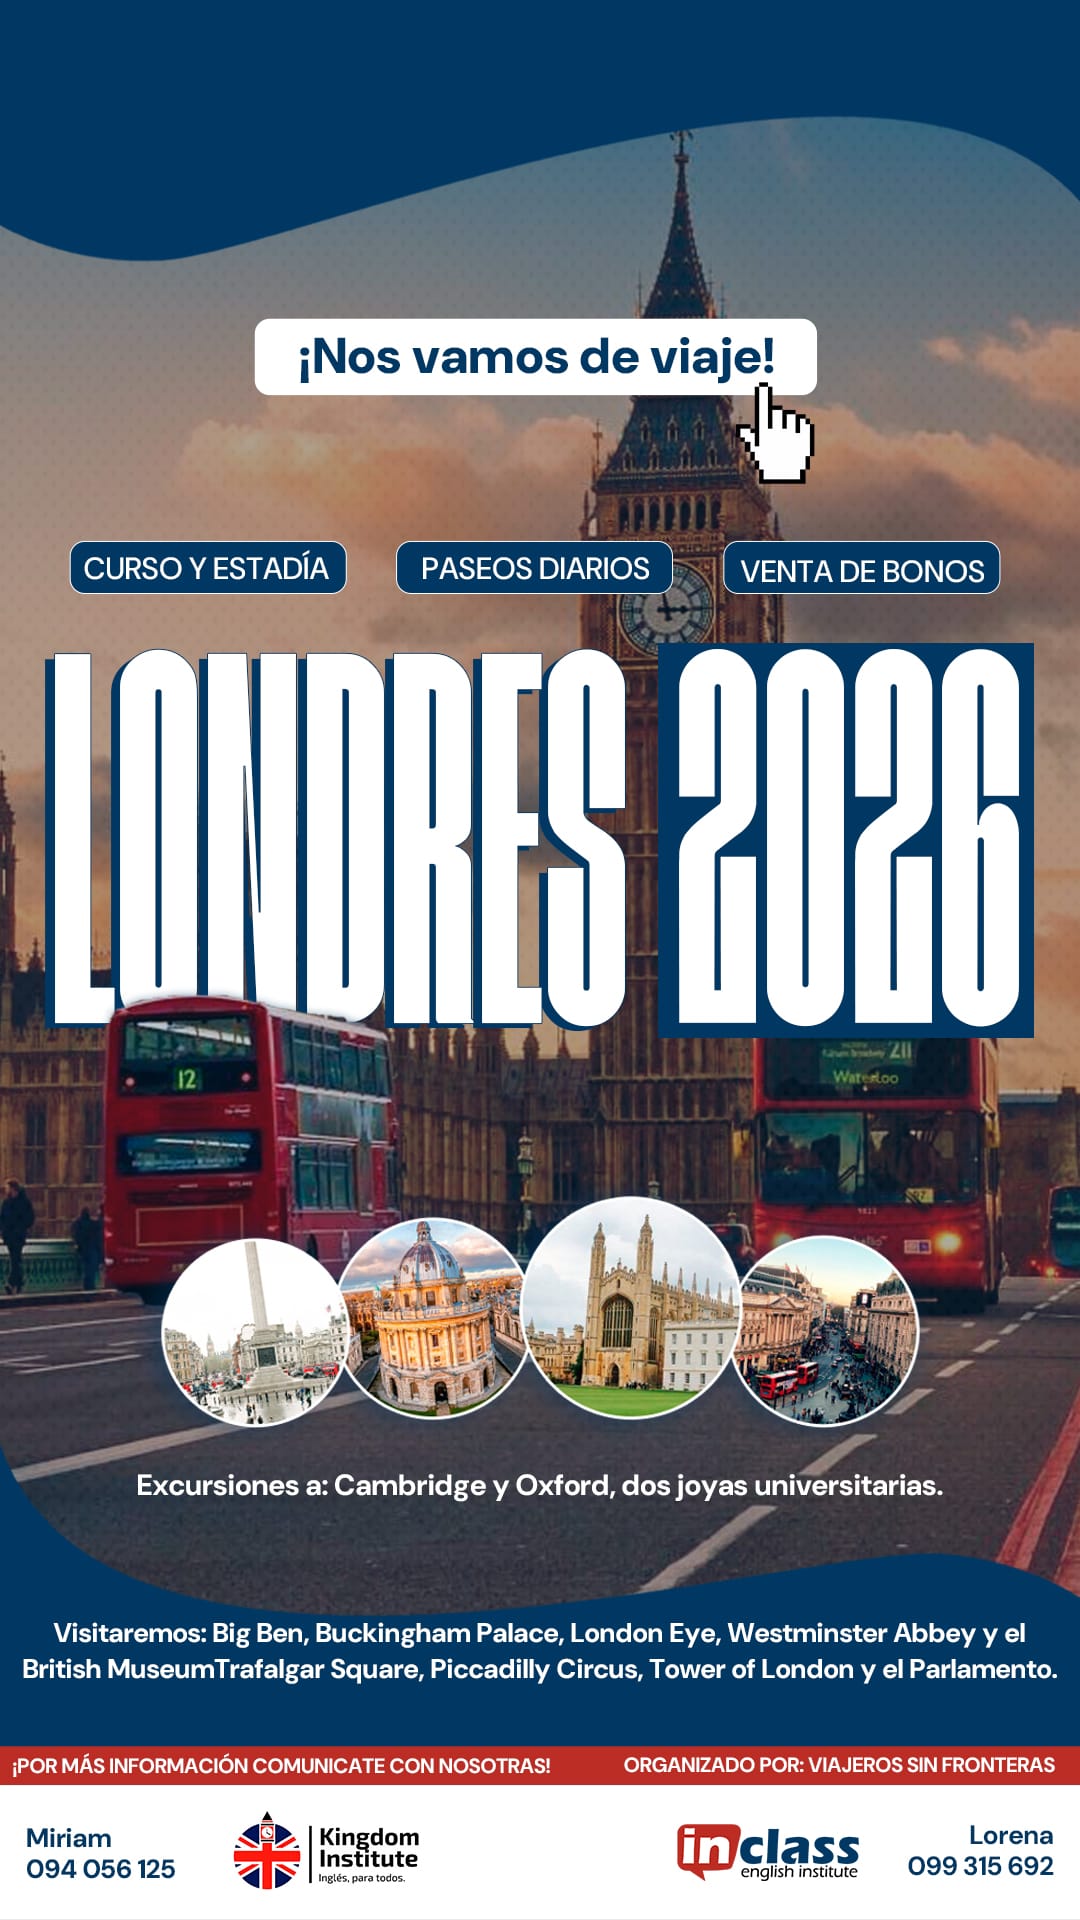 ¡Nos vamos de viaje!
CURSO Y ESTADÍA
PASEOS DIARIOS
VENTA DE BONOS
LONDRES 2026
12
211
Waterloo
Excursiones a: Cambridge y Oxford, dos joyas universitarias.
Visitaremos: Big Ben, Buckingham Palace, London Eye, Westminster Abbey y el
British MuseumTrafalgar Square, Piccadilly Circus, Tower of London y el Parlamento.
¡POR MÁS INFORMACIÓN COMUNICATE CON NOSOTRAS!
ORGANIZADO POR: VIAJEROS SIN FRONTERAS
Miriam
094 056 125
Kingdom
Institute
Inglés, para todos.
inclass
english institute
Lorena
099 315 692